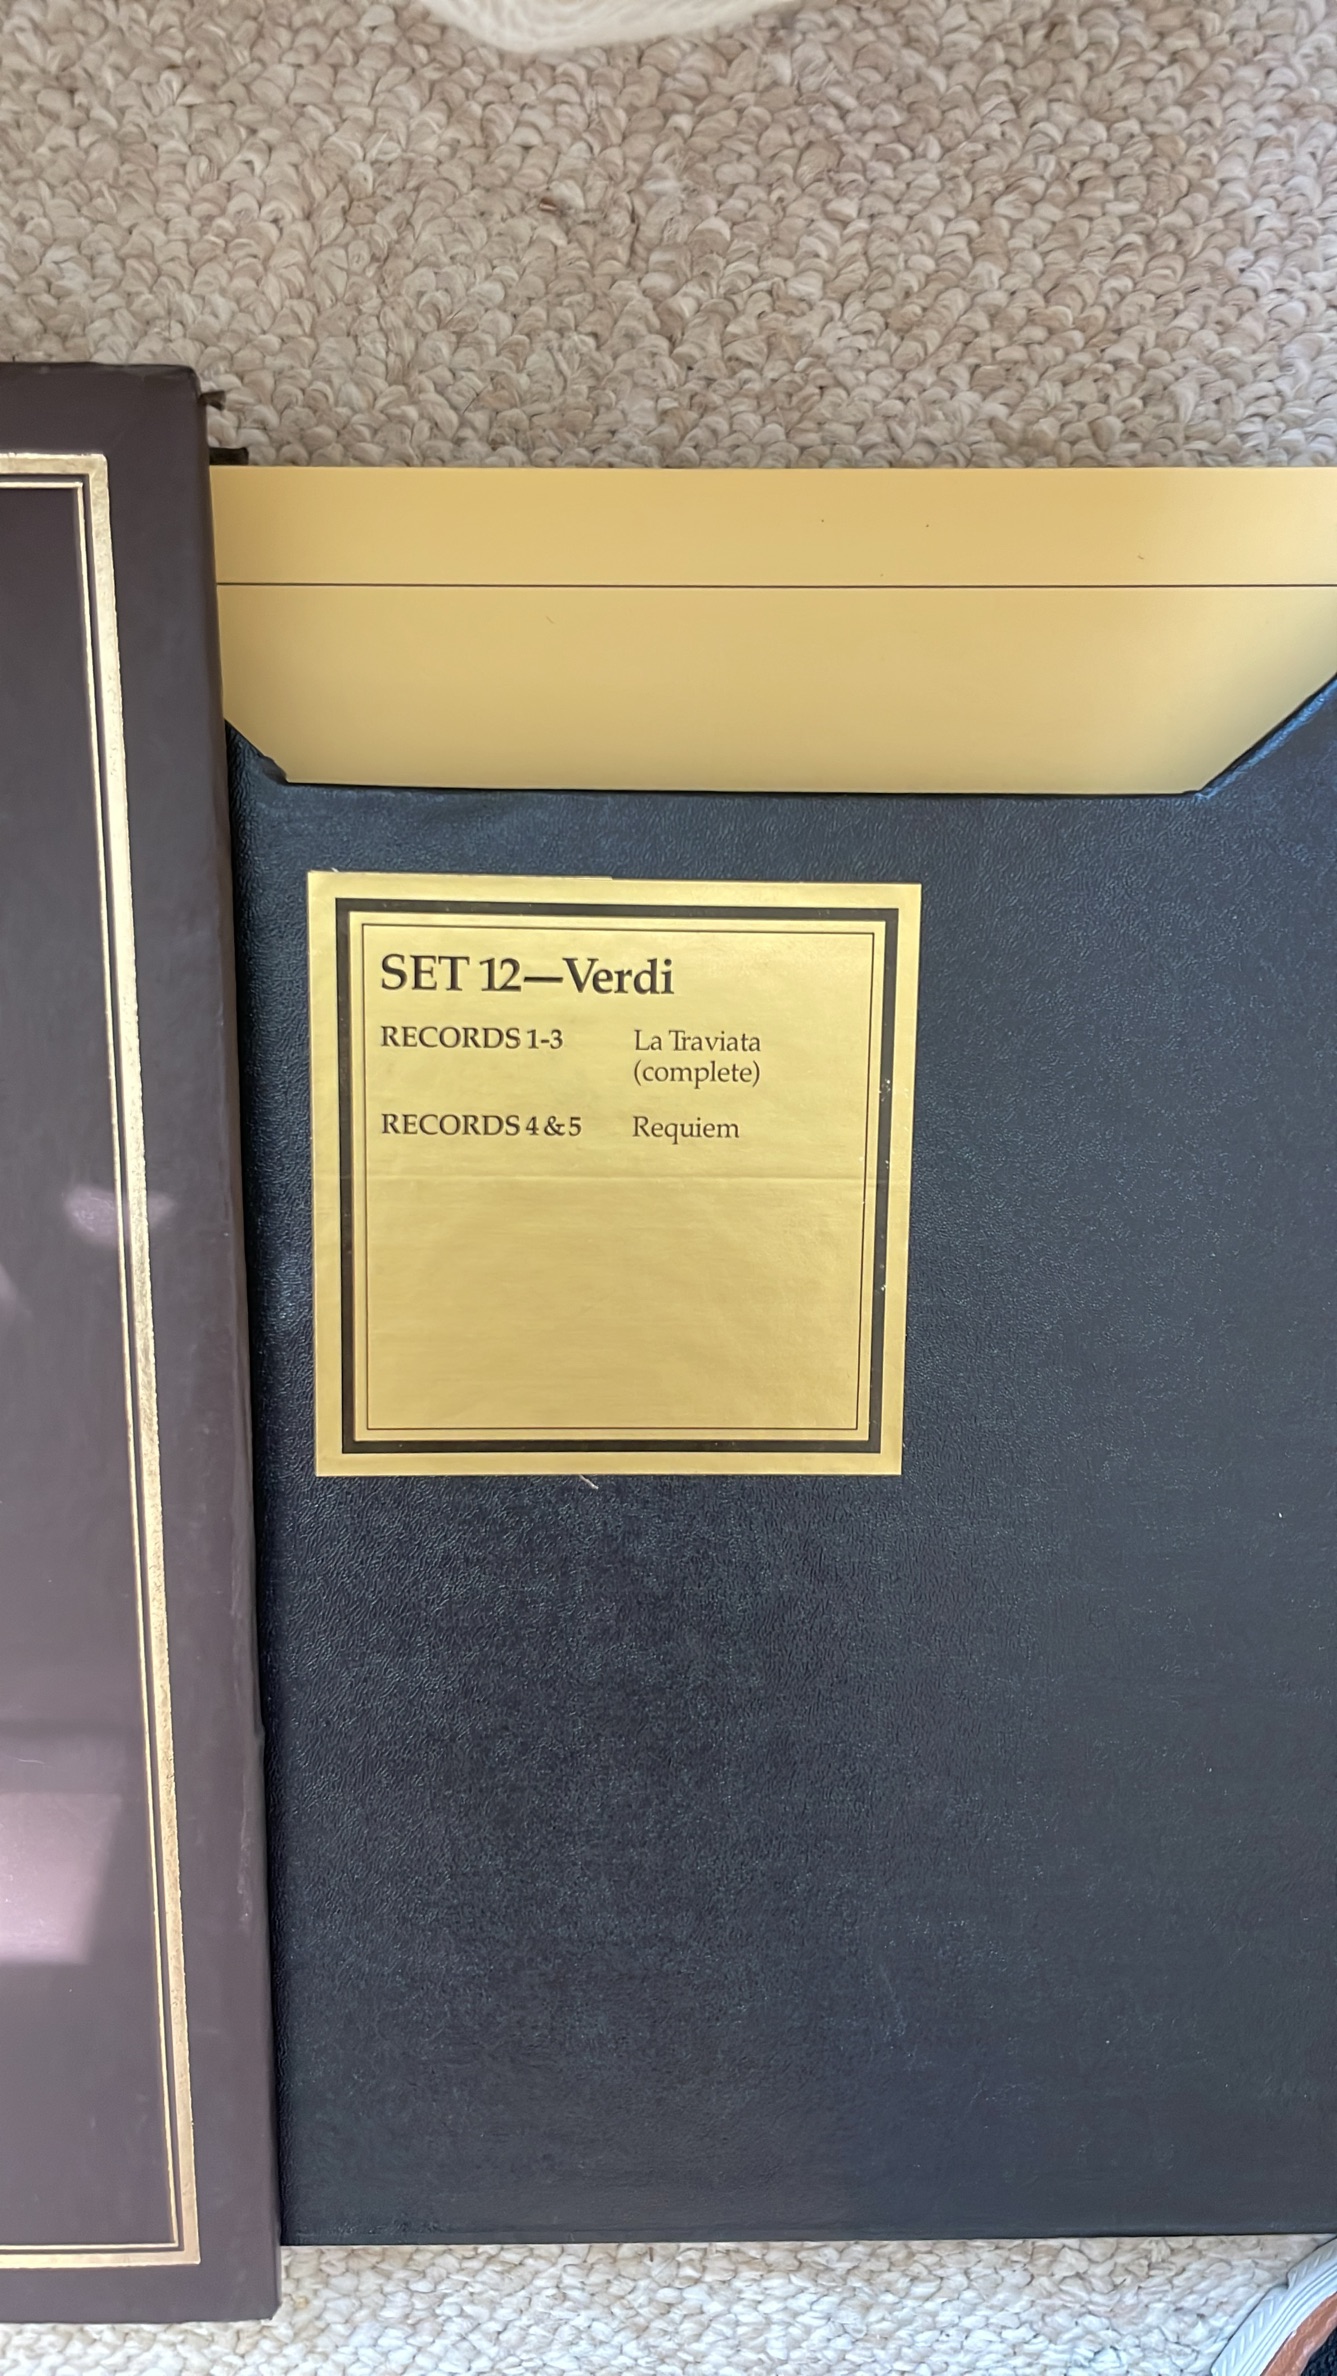 SET 12—Verdi
RECORDS 1-3 La Traviata
(complete)
RECORDS 4 & 5 Requiem